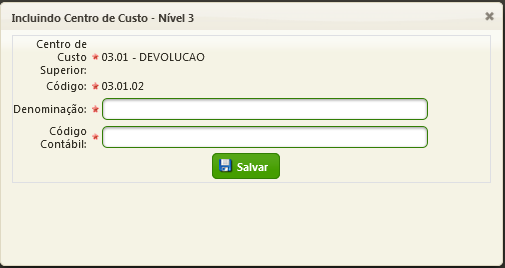 Incluindo Centro de Custo - Nível 3
Centro de
Custo
Superior:
* 03.01 - DEVOLUCAO
Código: * 03.01.02
Denominação: *
Código
Contábil: *
Salvar